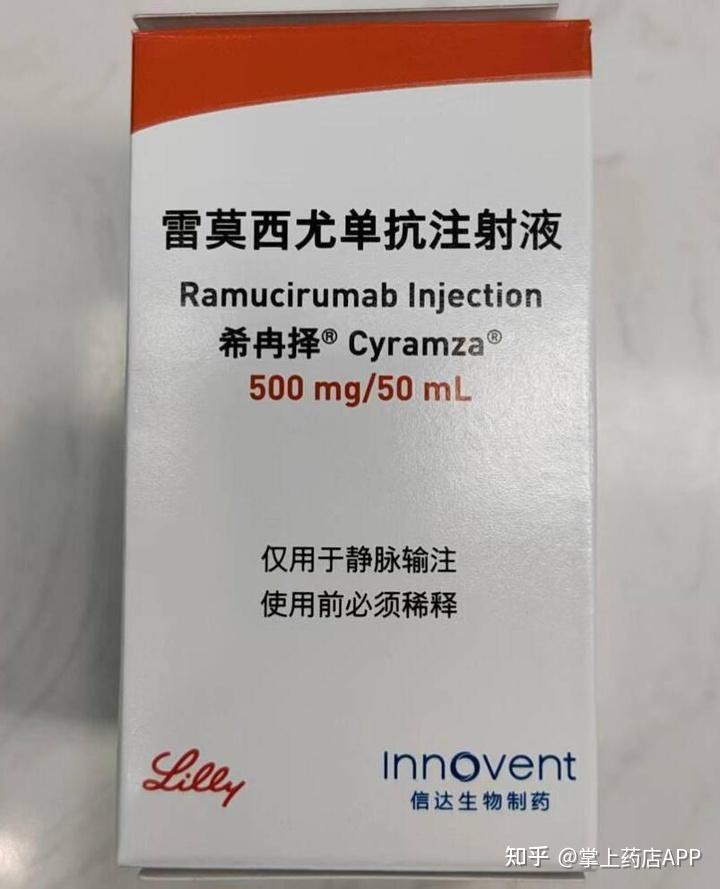 雷莫西尤单抗注射液
Ramucirumab Injection
希冉择® Cyramza®
500 mg/50 mL
仅用于静脉输注
使用前必须稀释
Lilly
Innovent
信达生物制药
知乎 @掌上药店APP